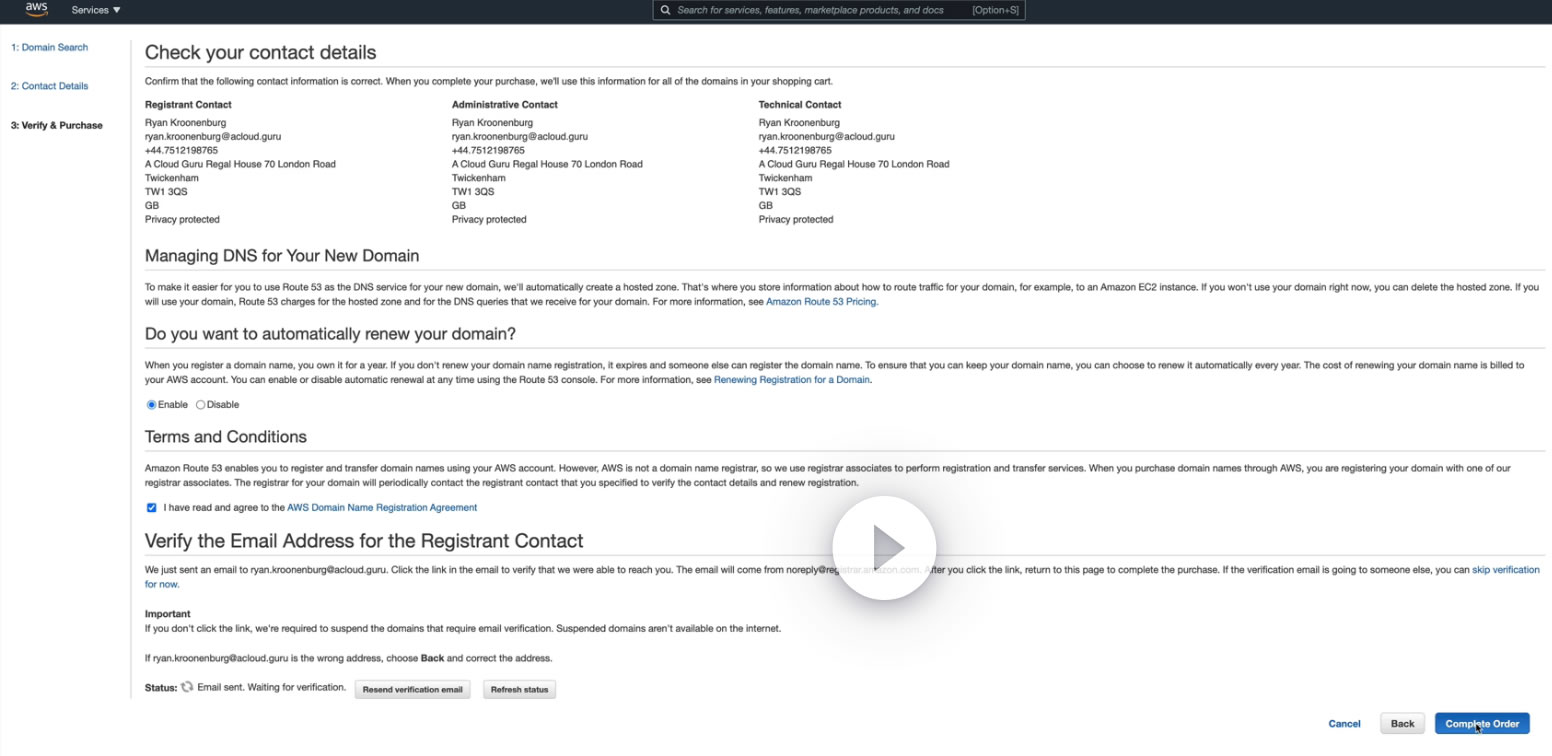 aws
Services ▼
Search for services, features, marketplace products, and docs [Option+S]
1: Domain Search
2: Contact Details
3: Verify & Purchase
Check your contact details
Confirm that the following contact information is correct. When you complete your purchase, we'll use this information for all of the domains in your shopping cart.
Registrant Contact
Ryan Kroonenburg
ryan.kroonenburg@acloud.guru
+44.7512198765
A Cloud Guru Regal House 70 London Road
Twickenham
TW1 3QS
GB
Privacy protected
Administrative Contact
Ryan Kroonenburg
ryan.kroonenburg@acloud.guru
+44.7512198765
A Cloud Guru Regal House 70 London Road
Twickenham
TW1 3QS
GB
Privacy protected
Technical Contact
Ryan Kroonenburg
ryan.kroonenburg@acloud.guru
+44.7512198765
A Cloud Guru Regal House 70 London Road
Twickenham
TW1 3QS
GB
Privacy protected
Managing DNS for Your New Domain
To make it easier for you to use Route 53 as the DNS service for your new domain, we'll automatically create a hosted zone. That's where you store information about how to route traffic for your domain, for example, to an Amazon EC2 instance. If you won't use your domain right now, you can delete the hosted zone. If you
will use your domain, Route 53 charges for the hosted zone and for the DNS queries that we receive for your domain. For more information, see Amazon Route 53 Pricing.
Do you want to automatically renew your domain?
When you register a domain name, you own it for a year. If you don't renew your domain name registration, it expires and someone else can register the domain name. To ensure that you can keep your domain name, you can choose to renew it automatically every year. The cost of renewing your domain name is billed to
your AWS account. You can enable or disable automatic renewal at any time using the Route 53 console. For more information, see Renewing Registration for a Domain.
Enable Disable
Terms and Conditions
Amazon Route 53 enables you to register and transfer domain names using your AWS account. However, AWS is not a domain name registrar, so we use registrar associates to perform registration and transfer services. When you purchase domain names through AWS, you are registering your domain with one of our
registrar associates. The registrar for your domain will periodically contact the registrant contact that you specified to verify the contact details and renew registration.
I have read and agree to the AWS Domain Name Registration Agreement
Verify the Email Address for the Registrant Contact
We just sent an email to ryan.kroonenburg@acloud.guru. Click the link in the email to verify that we were able to reach you. The email will come from noreply@registrar.amazon.com. After you click the link, return to this page to complete the purchase. If the verification email is going to someone else, you can skip verification
for now.
Important
If you don't click the link, we're required to suspend the domains that require email verification. Suspended domains aren't available on the internet.
If ryan.kroonenburg@acloud.guru is the wrong address, choose Back and correct the address.
Status: Email sent. Waiting for verification. Resend verification email Refresh status
Cancel Back Complete Order